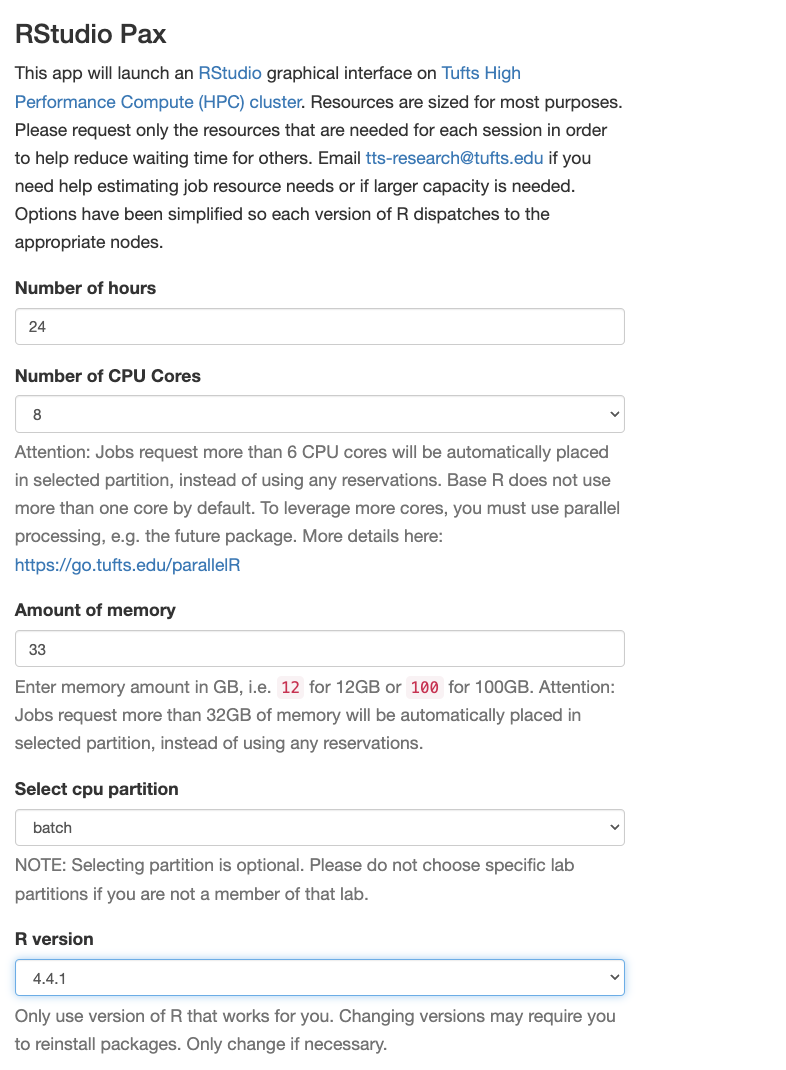 RStudio Pax
This app will launch an RStudio graphical interface on Tufts High
Performance Compute (HPC) cluster. Resources are sized for most purposes.
Please request only the resources that are needed for each session in order
to help reduce waiting time for others. Email tts-research@tufts.edu if you
need help estimating job resource needs or if larger capacity is needed.
Options have been simplified so each version of R dispatches to the
appropriate nodes.
Number of hours
24
Number of CPU Cores
8
Attention: Jobs request more than 6 CPU cores will be automatically placed
in selected partition, instead of using any reservations. Base R does not use
more than one core by default. To leverage more cores, you must use parallel
processing, e.g. the future package. More details here:
https://go.tufts.edu/parallelR
Amount of memory
33
Enter memory amount in GB, i.e. 12 for 12GB or 100 for 100GB. Attention:
Jobs request more than 32GB of memory will be automatically placed in
selected partition, instead of using any reservations.
Select cpu partition
batch
NOTE: Selecting partition is optional. Please do not choose specific lab
partitions if you are not a member of that lab.
R version
4.4.1
Only use version of R that works for you. Changing versions may require you
to reinstall packages. Only change if necessary.